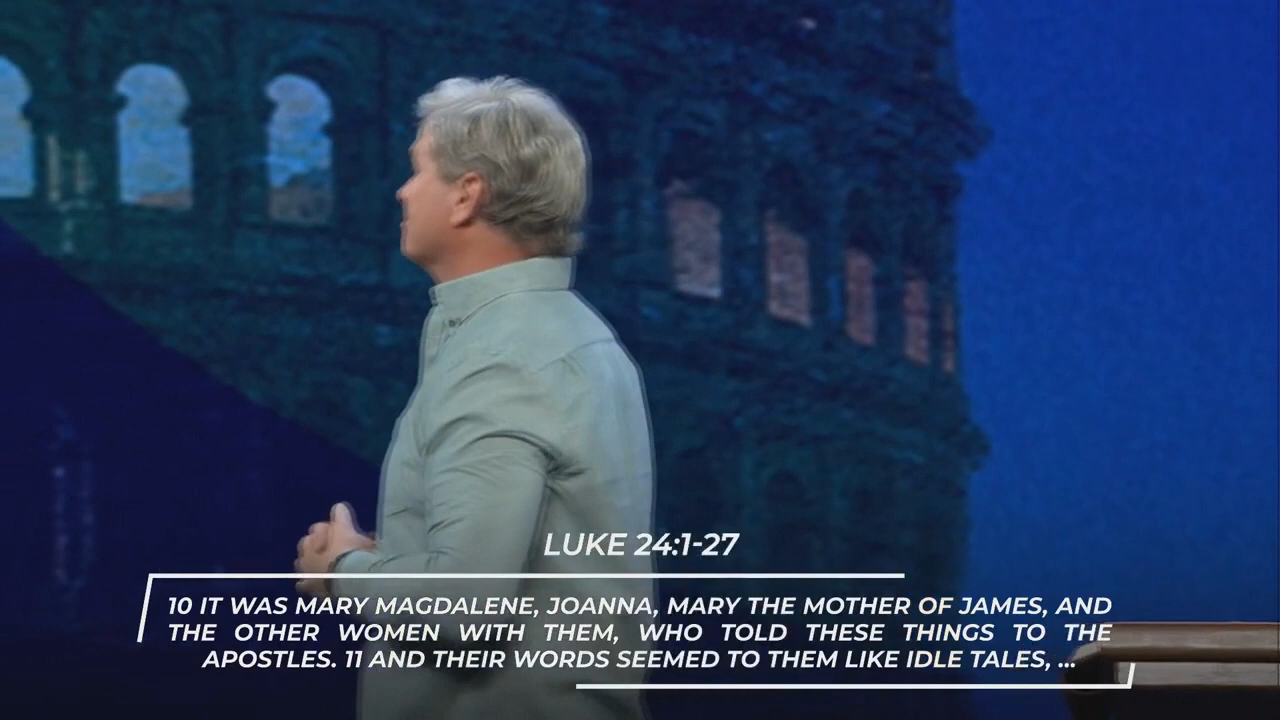 LUKE 24:1-27
10 IT WAS MARY MAGDALENE, JOANNA, MARY THE MOTHER OF JAMES, AND
THE OTHER WOMEN WITH THEM, WHO TOLD THESE THINGS TO THE
APOSTLES. 11 AND THEIR WORDS SEEMED TO THEM LIKE IDLE TALES, ...